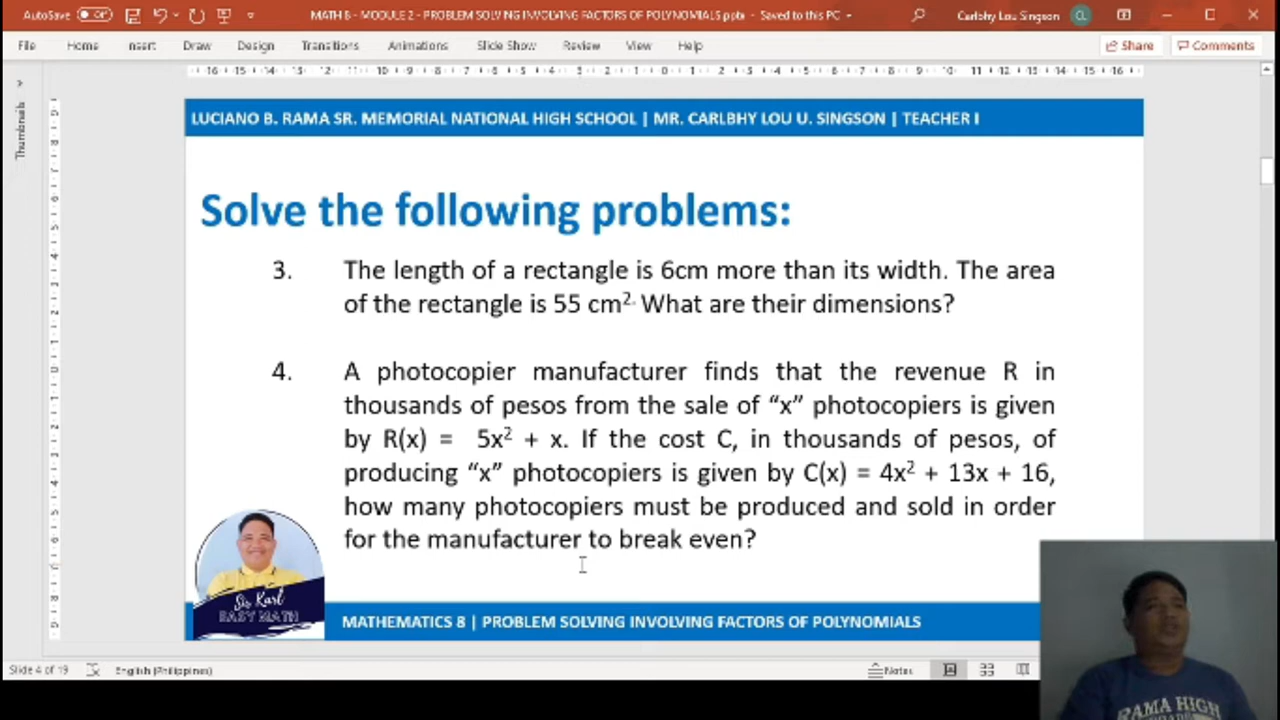 AutoSave Off
MATH 8 - MODULE 2 - PROBLEM SOLVING INVOLVING FACTORS OF POLYNOMIALS.pptx - Saved to this PC
Carlbhy Lou Singson CL
File Home Insert Draw Design Transitions Animations Slide Show Review View Help Share Comments
Thumbnails
LUCIANO B. RAMA SR. MEMORIAL NATIONAL HIGH SCHOOL | MR. CARLBHY LOU U. SINGSON | TEACHER I
Solve the following problems:
3. The length of a rectangle is 6cm more than its width. The area
of the rectangle is 55 cm². What are their dimensions?
4. A photocopier manufacturer finds that the revenue R in
thousands of pesos from the sale of “x” photocopiers is given
by R(x) = 5x² + x. If the cost C, in thousands of pesos, of
producing “x” photocopiers is given by C(x) = 4x² + 13x + 16,
how many photocopiers must be produced and sold in order
for the manufacturer to break even?
Sir Karl
EASY MATH
MATHEMATICS 8 | PROBLEM SOLVING INVOLVING FACTORS OF POLYNOMIALS
Slide 4 of 19 English (Philippines) Notes
RAMA HIGH